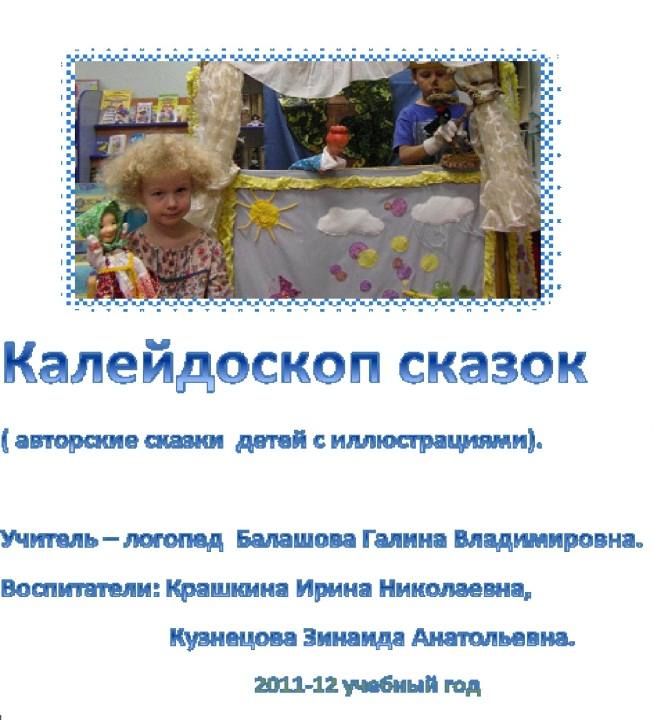 Калейдоскоп сказок
( авторские сказки детей с иллюстрациями).
Учитель – логопед Балашова Галина Владимировна.
Воспитатели: Крашкина Ирина Николаевна,
Кузнецова Зинаида Анатольевна.
2011-12 учебный год